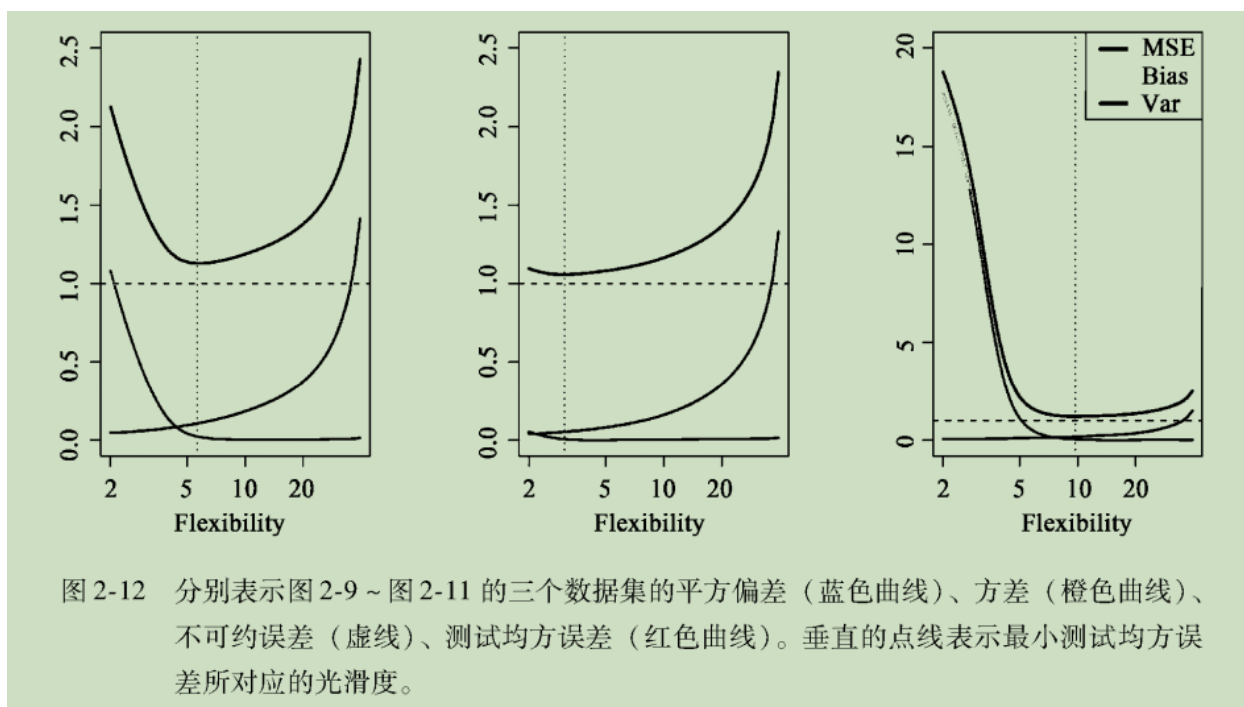 2.5
2.0
1.5
1.0
0.5
0.0
2 5 10 20
Flexibility
2.5
2.0
1.5
1.0
0.5
0.0
2 5 10 20
Flexibility
20
15
10
5
0
2 5 10 20
Flexibility
MSE
Bias
Var
图2-12 分别表示图2-9~图2-11的三个数据集的平方偏差（蓝色曲线）、方差（橙色曲线）、
不可约误差（虚线）、测试均方误差（红色曲线）。垂直的点线表示最小测试均方误
差所对应的光滑度。